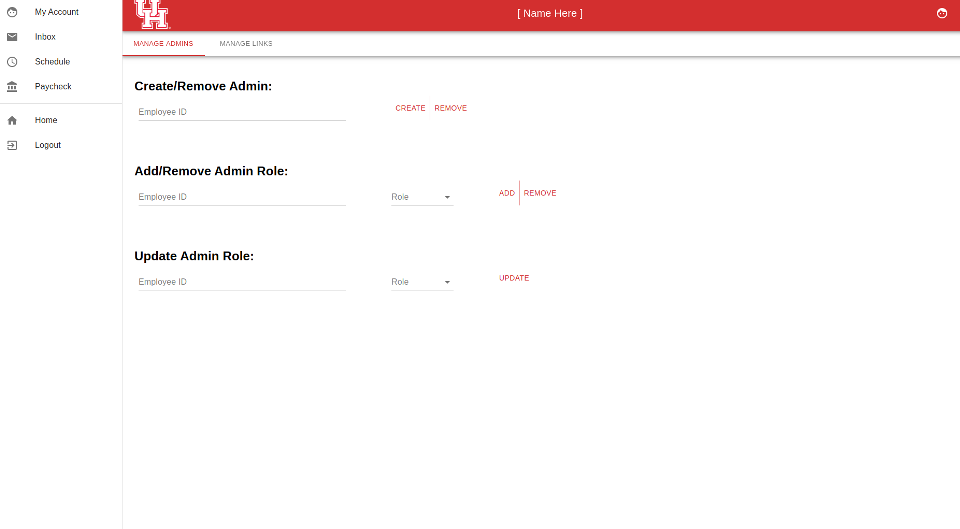 My Account
Inbox
Schedule
Paycheck
Home
Logout
[ Name Here ]
MANAGE ADMINS MANAGE LINKS
Create/Remove Admin:
Employee ID CREATE REMOVE
Add/Remove Admin Role:
Employee ID Role ADD REMOVE
Update Admin Role:
Employee ID Role UPDATE